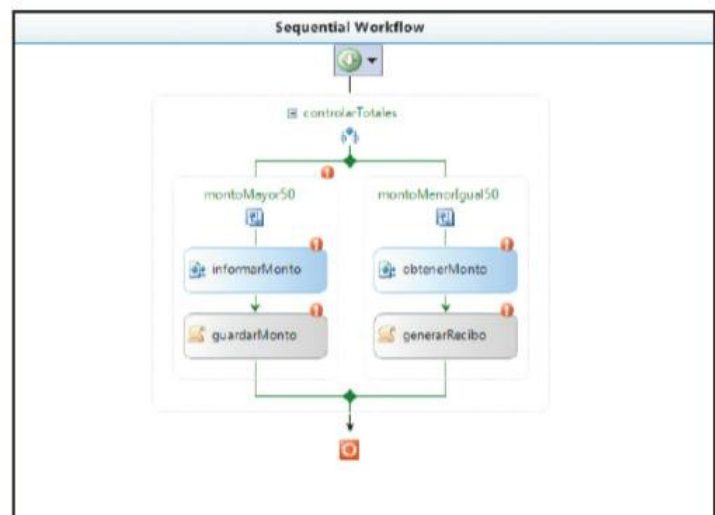 Sequential Workflow
controlarTotales
montoMayor50
montoMenorIgual50
informarMonto
obtenerMonto
guardarMonto
generarRecibo